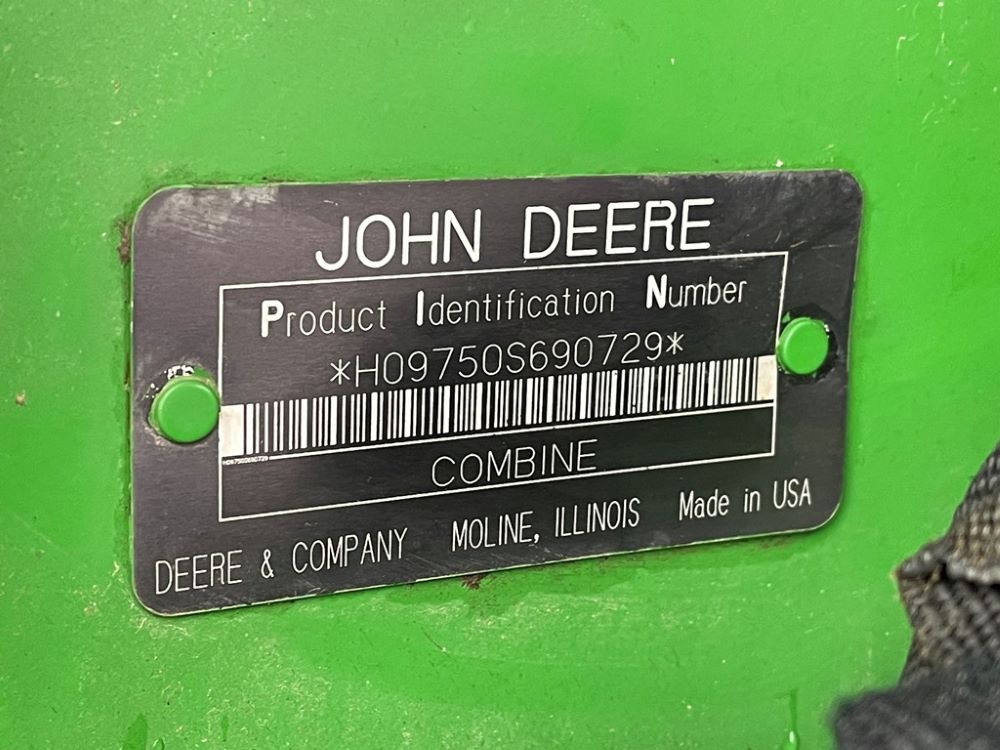 JOHN DEERE
Product Identification Number
*H09750S690729*
COMBINE
DEERE & COMPANY MOLINE, ILLINOIS Made in USA